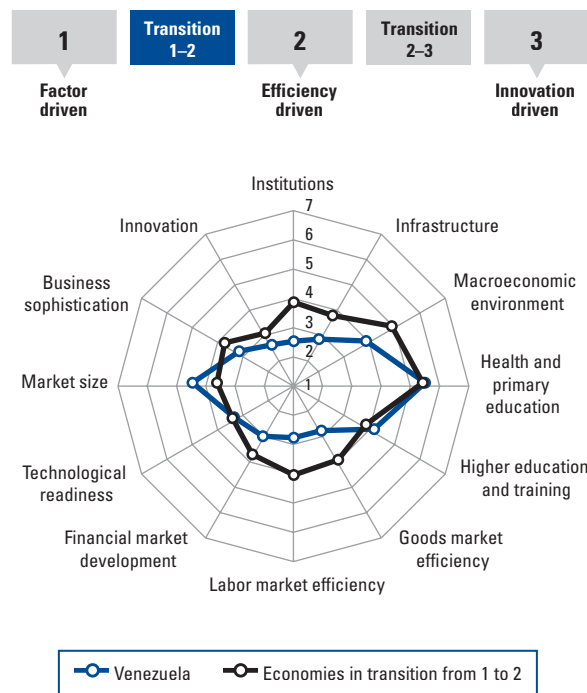 1
Transition
1–2
2
Transition
2–3
3
Factor
driven
Efficiency
driven
Innovation
driven
Institutions
7
Innovation
Infrastructure
6
5
Business
sophistication
Macroeconomic
environment
4
3
2
Market size
1
Health and
primary
education
Technological
readiness
Higher education
and training
Financial market
development
Goods market
efficiency
Labor market efficiency
Venezuela
Economies in transition from 1 to 2